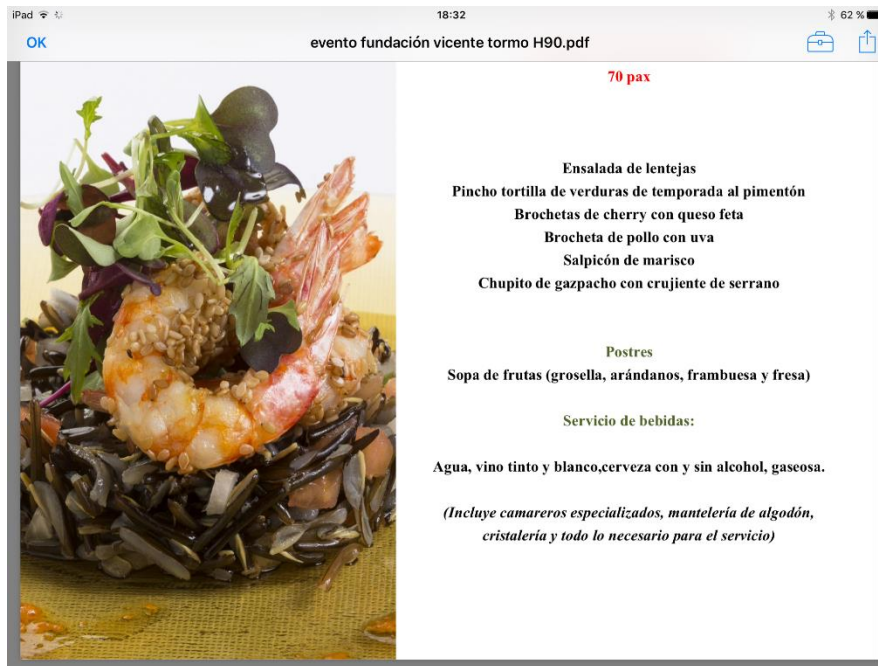 iPad 18:32 62 %
OK evento fundación vicente tormo H90.pdf
70 pax
Ensalada de lentejas
Pincho tortilla de verduras de temporada al pimentón
Brochetas de cherry con queso feta
Brocheta de pollo con uva
Salpicón de marisco
Chupito de gazpacho con crujiente de serrano
Postres
Sopa de frutas (grosella, arándanos, frambuesa y fresa)
Servicio de bebidas:
Agua, vino tinto y blanco,cerveza con y sin alcohol, gaseosa.
(Incluye camareros especializados, mantelería de algodón,
cristalería y todo lo necesario para el servicio)